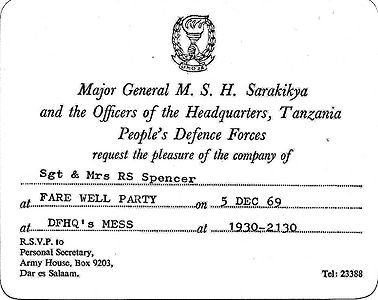 UMOJA
Major General M. S. H. Sarakikya
and the Officers of the Headquarters, Tanzania
People's Defence Forces
request the pleasure of the company of
Sgt & Mrs RS Spencer
at FARE WELL PARTY on 5 DEC 69
at DFHQ's MESS at 1930-2130
R.S.V.P. to
Personal Secretary,
Army House, Box 9203,
Dar es Salaam. Tel: 23388